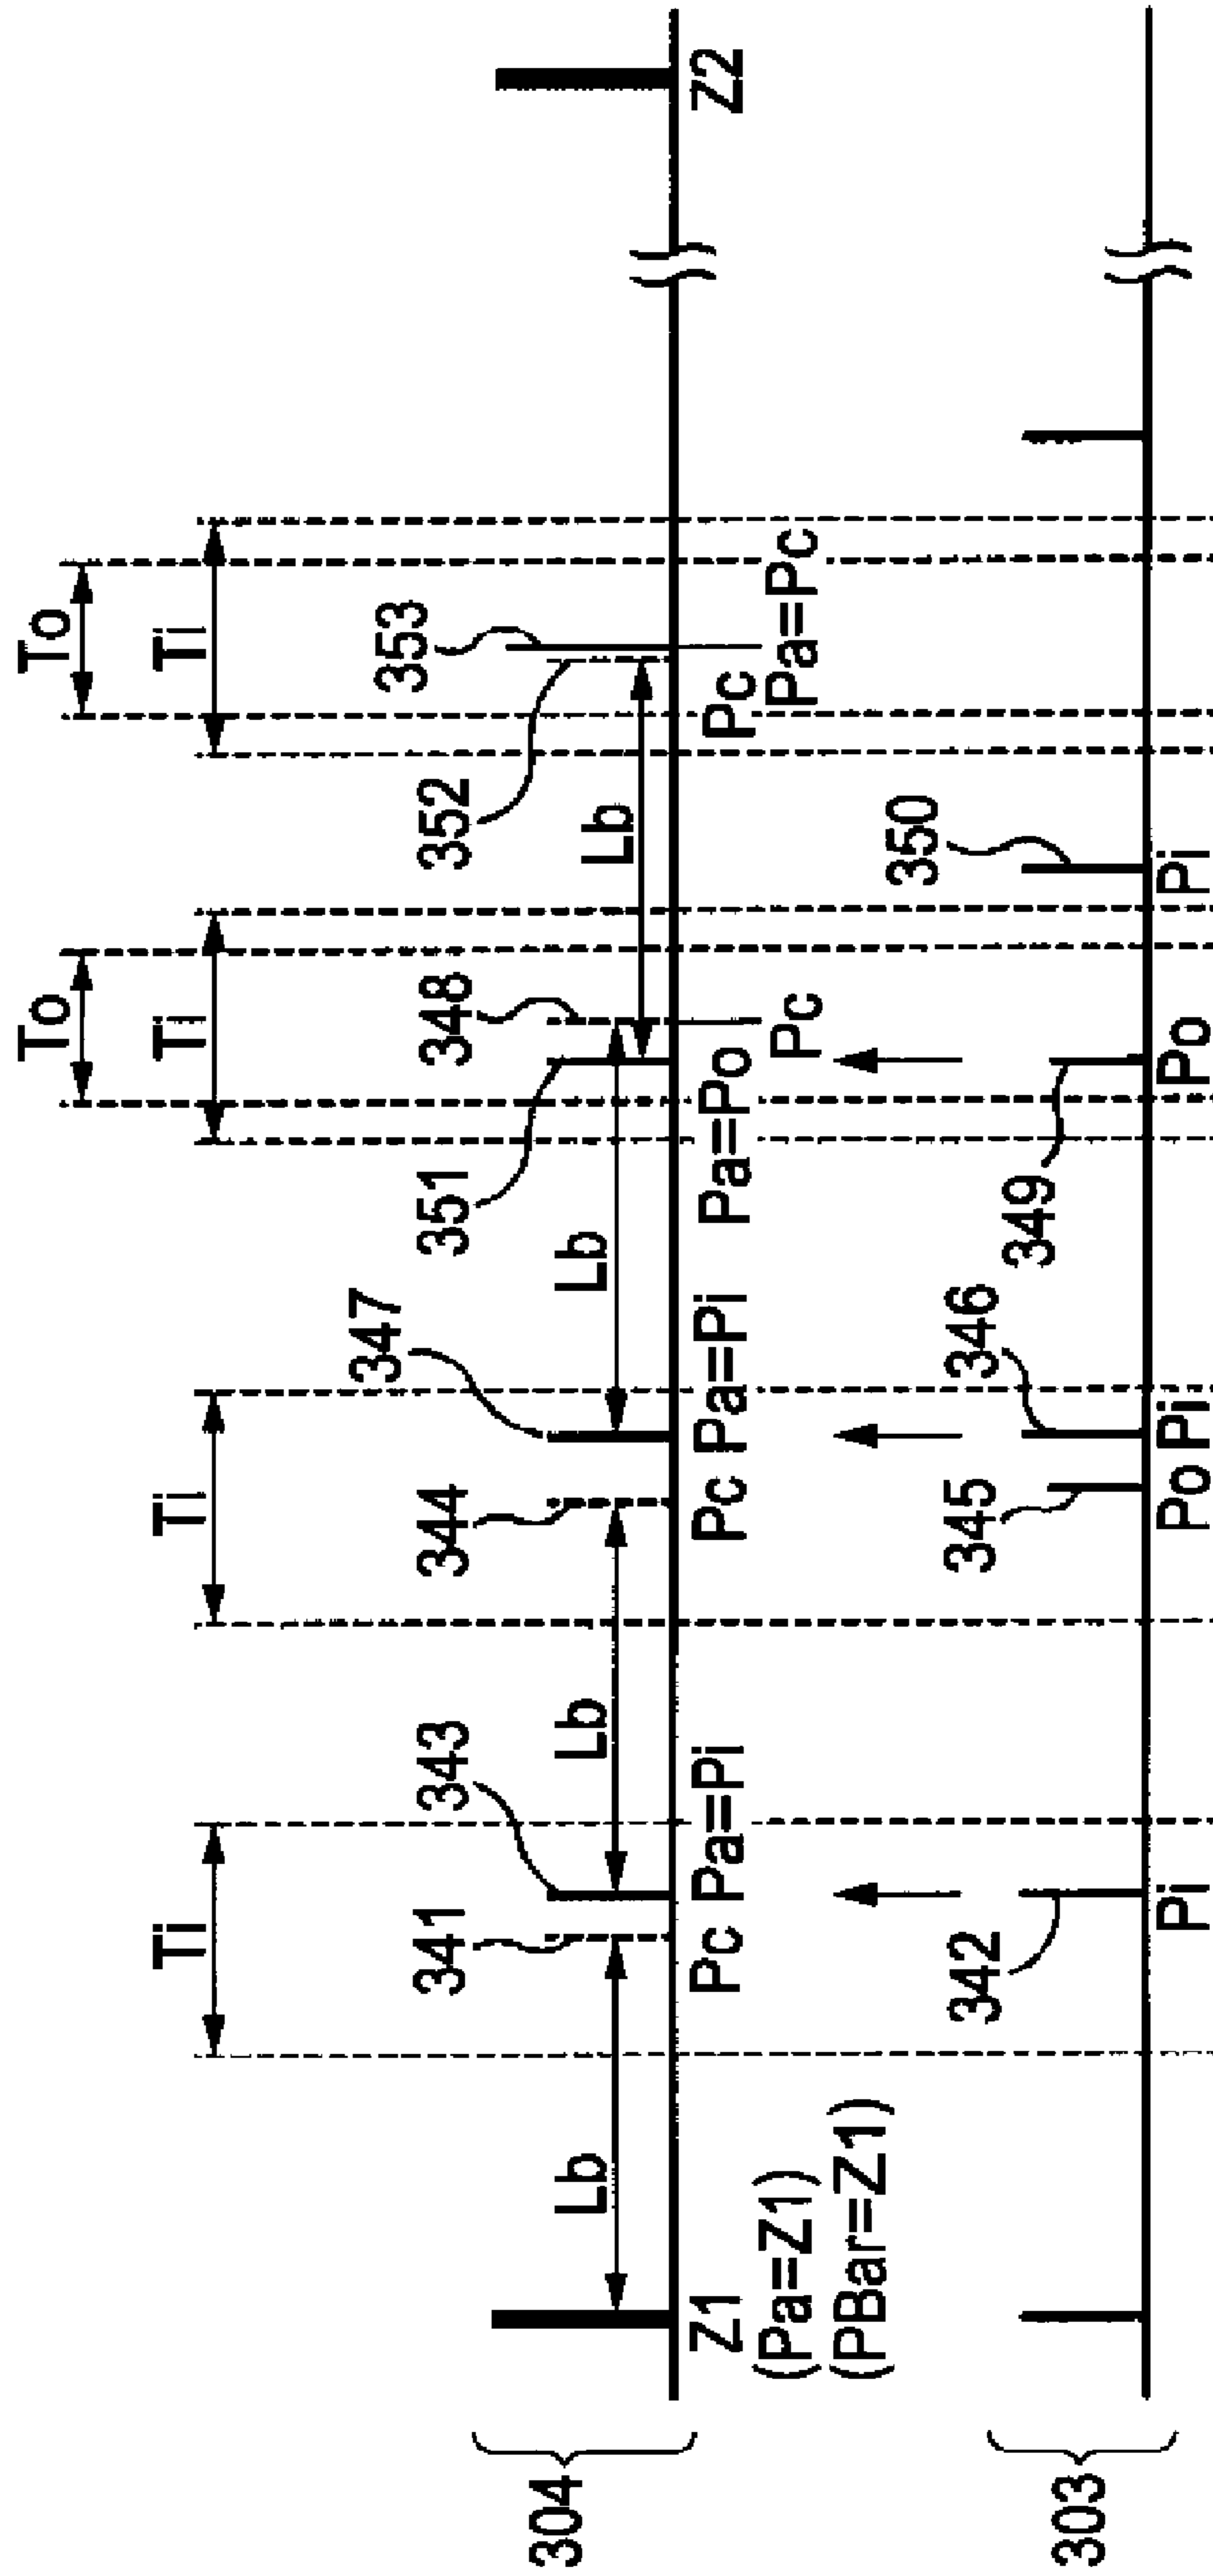 To To
Ti Ti Ti Ti
304
341 343 344 347 351 348 352 353
Lb Lb Lb Lb
Z1 Pc Pa=Pi Pc Pa=Pi Pa=Po Pc Z2
(Pa=Z1) Pc Pa=Pc
(PBar=Z1)
303
342 345 346 349 350
Pi Po Pi Po Pi